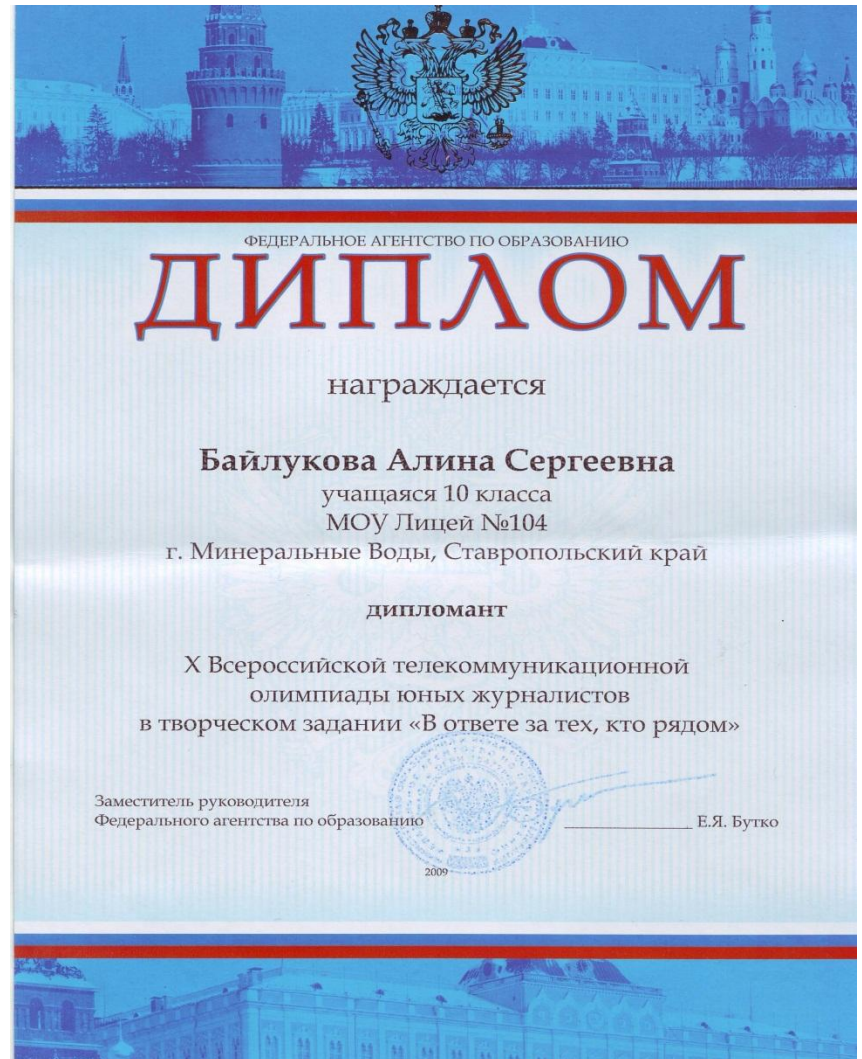 ФЕДЕРАЛЬНОЕ АГЕНТСТВО ПО ОБРАЗОВАНИЮ
ДИПЛОМ
награждается
Байлукова Алина Сергеевна
учащаяся 10 класса
МОУ Лицей №104
г. Минеральные Воды, Ставропольский край
дипломант
X Всероссийской телекоммуникационной
олимпиады юных журналистов
в творческом задании «В ответе за тех, кто рядом»
Заместитель руководителя
Федерального агентства по образованию
Е.Я. Бутко
2009